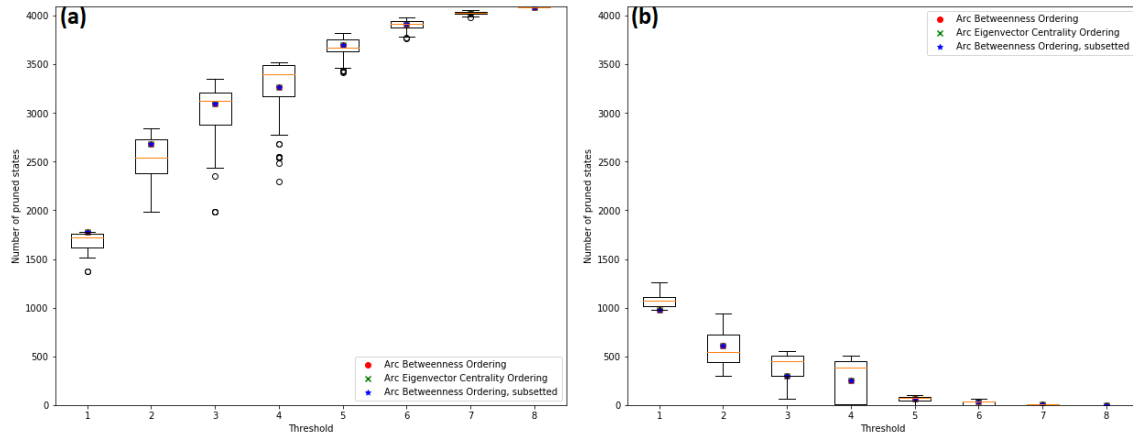 (a)
4000
3500
3000
2500
2000
1500
1000
500
0
Number of pruned states
1 2 3 4 5 6 7 8
Threshold
Arc Betweenness Ordering
Arc Eigenvector Centrality Ordering
Arc Betweenness Ordering, subsetted
(b)
4000
3500
3000
2500
2000
1500
1000
500
0
Number of pruned states
1 2 3 4 5 6 7 8
Threshold
Arc Betweenness Ordering
Arc Eigenvector Centrality Ordering
Arc Betweenness Ordering, subsetted